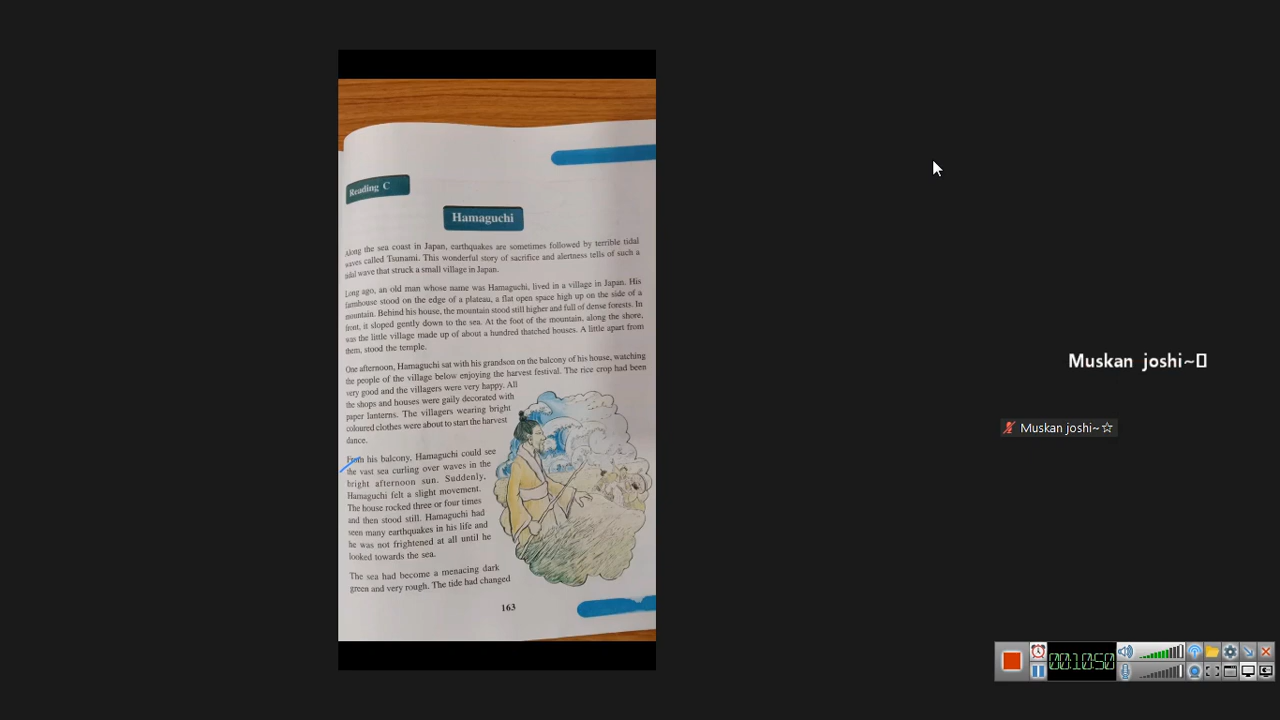 Reading C
Hamaguchi
Along the sea coast in Japan, earthquakes are sometimes followed by terrible tidal
waves called Tsunami. This wonderful story of sacrifice and alertness tells of such a
tidal wave that struck a small village in Japan.
Long ago, an old man whose name was Hamaguchi, lived in a village in Japan. His
farmhouse stood on the edge of a plateau, a flat open space high up on the side of a
mountain. Behind his house, the mountain stood still higher and full of dense forests. In
front, it sloped gently down to the sea. At the foot of the mountain, along the shore,
was the little village made up of about a hundred thatched houses. A little apart from
them, stood the temple.
One afternoon, Hamaguchi sat with his grandson on the balcony of his house, watching
the people of the village below enjoying the harvest festival. The rice crop had been
very good and the villagers were very happy. All
the shops and houses were gaily decorated with
paper lanterns. The villagers wearing bright
coloured clothes were about to start the harvest
dance.
From his balcony, Hamaguchi could see
the vast sea curling over waves in the
bright afternoon sun. Suddenly,
Hamaguchi felt a slight movement.
The house rocked three or four times
and then stood still. Hamaguchi had
seen many earthquakes in his life and
he was not frightened at all until he
looked towards the sea.
The sea had become a menacing dark
green and very rough. The tide had changed
163
Muskan joshi~
Muskan joshi~☆
00:10:50